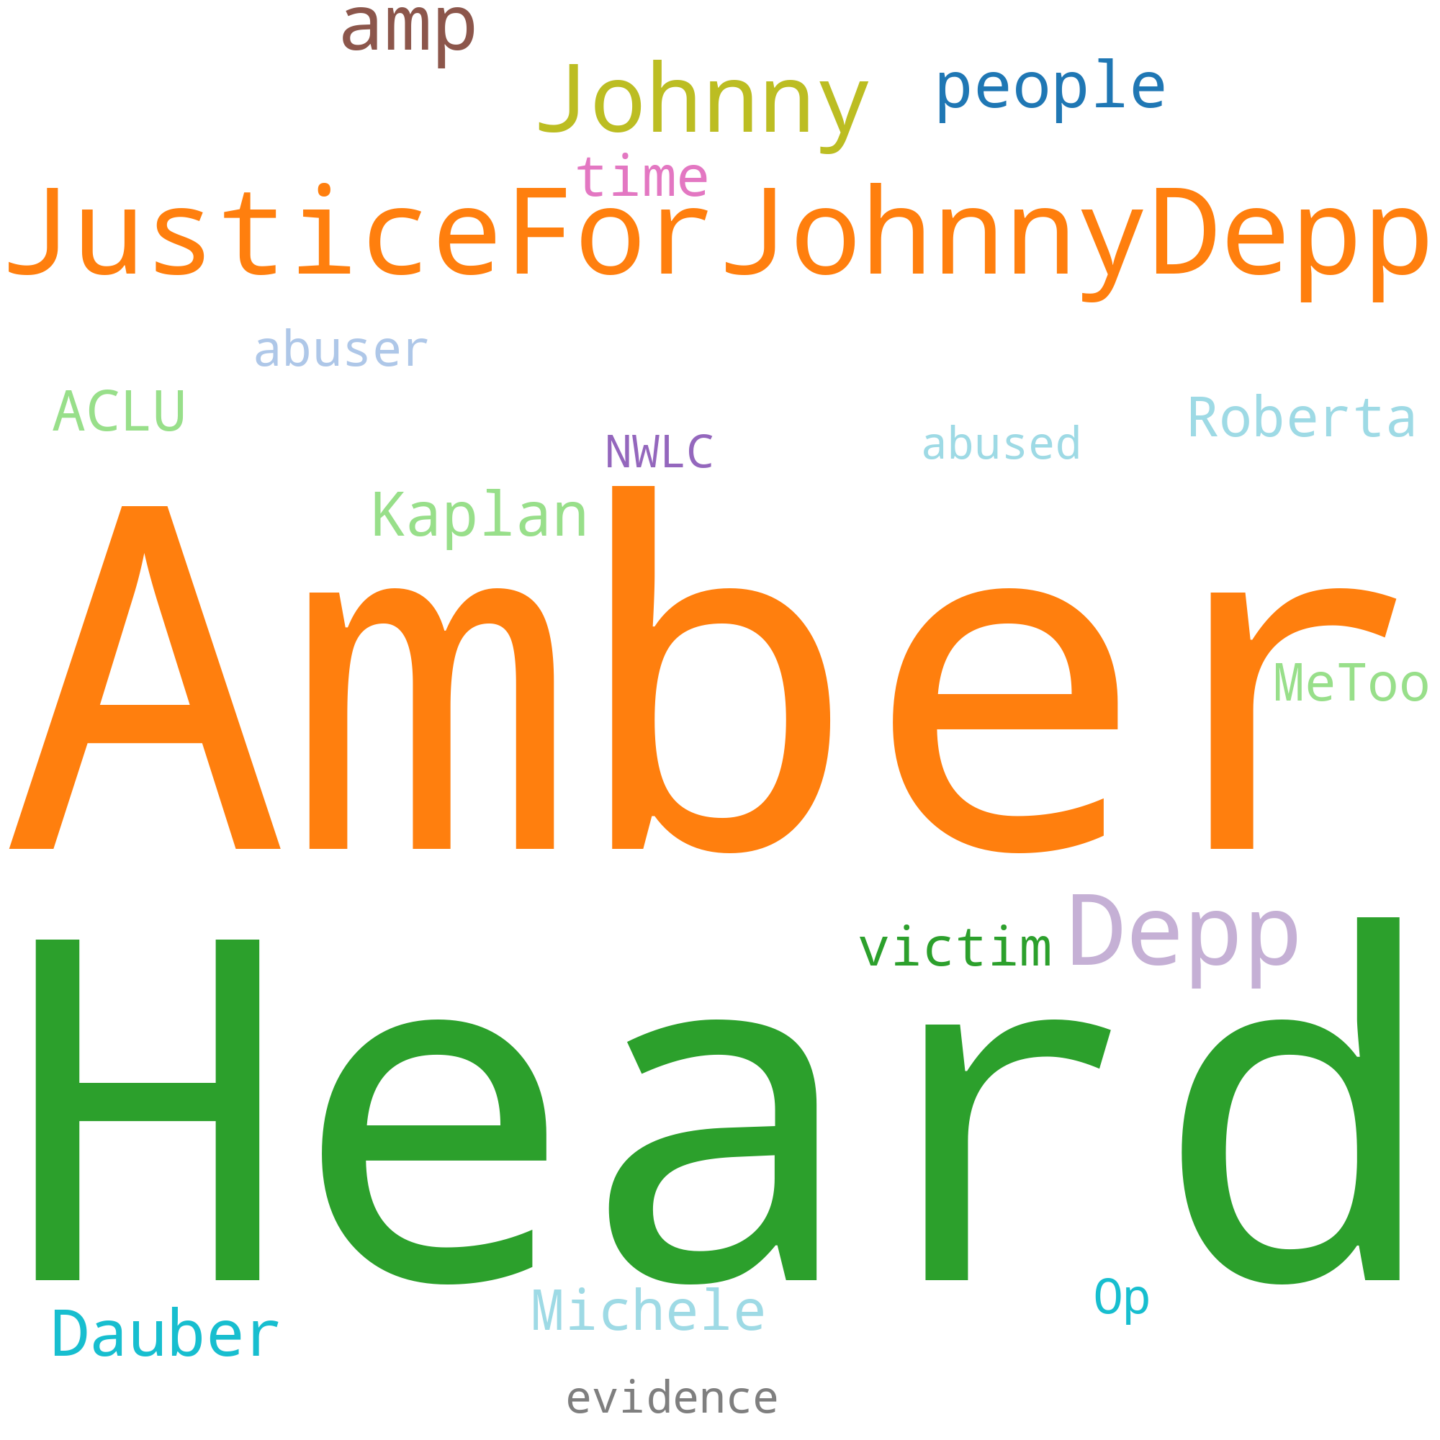 amp
Johnny
people
time
JusticeForJohnnyDepp
abuser
ACLU
Roberta
NWLC
abused
Kaplan
Amber
MeToo
victim
Depp
Heard
Dauber
Michele
Op
evidence